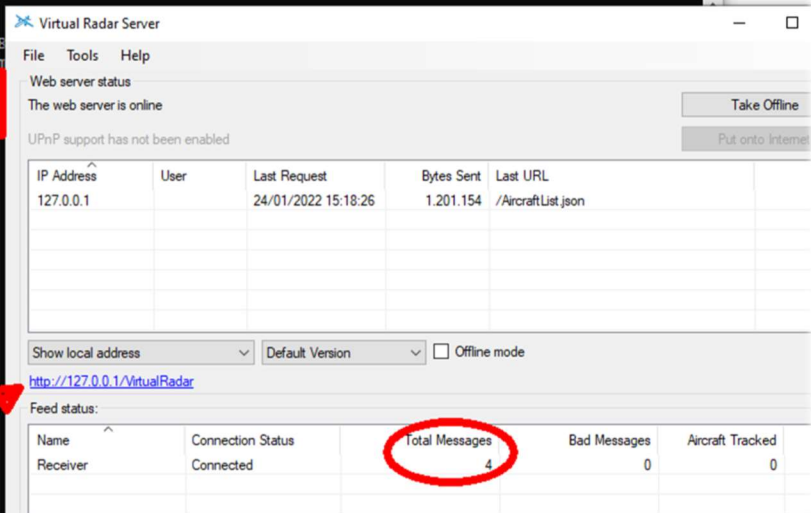 Virtual Radar Server
File Tools Help
Web server status
The web server is online
Take Offline
UPnP support has not been enabled
Put onto Internet
IP Address User Last Request Bytes Sent Last URL
127.0.0.1 24/01/2022 15:18:26 1.201.154 /AircraftList.json
Show local address Default Version Offline mode
http://127.0.0.1/VirtualRadar
Feed status:
Name Connection Status Total Messages Bad Messages Aircraft Tracked
Receiver Connected 4 0 0